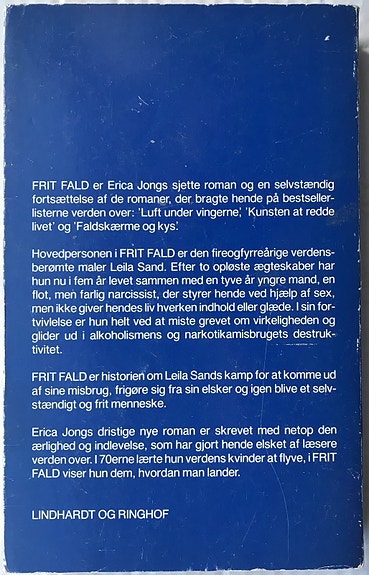 FRIT FALD er Erica Jongs sjette roman og en selvstændig
fortsættelse af de romaner, der bragte hende på bestseller-
listerne verden over: 'Luft under vingerne', 'Kunsten at redde
livet' og 'Faldskærme og kys'.
Hovedpersonen i FRIT FALD er den fireogfyrreårige verdens-
berømte maler Leila Sand. Efter to opløste ægteskaber har
hun nu i fem år levet sammen med en tyve år yngre mand, en
flot, men farlig narcissist, der styrer hende ved hjælp af sex,
men ikke giver hendes liv hverken indhold eller glæde. I sin for-
tvivlelse er hun helt ved at miste grevet om virkeligheden og
glider ud i alkoholismens og narkotikamisbrugets destruk-
tivitet.
FRIT FALD er historien om Leila Sands kamp for at komme ud
af sine misbrug, frigøre sig fra sin elsker og igen blive et selv-
stændigt og frit menneske.
Erica Jongs dristige nye roman er skrevet med netop den
ærlighed og indlevelse, som har gjort hende elsket af læsere
verden over. I 70erne lærte hun verdens kvinder at flyve, i FRIT
FALD viser hun dem, hvordan man lander.
LINDHARDT OG RINGHOF